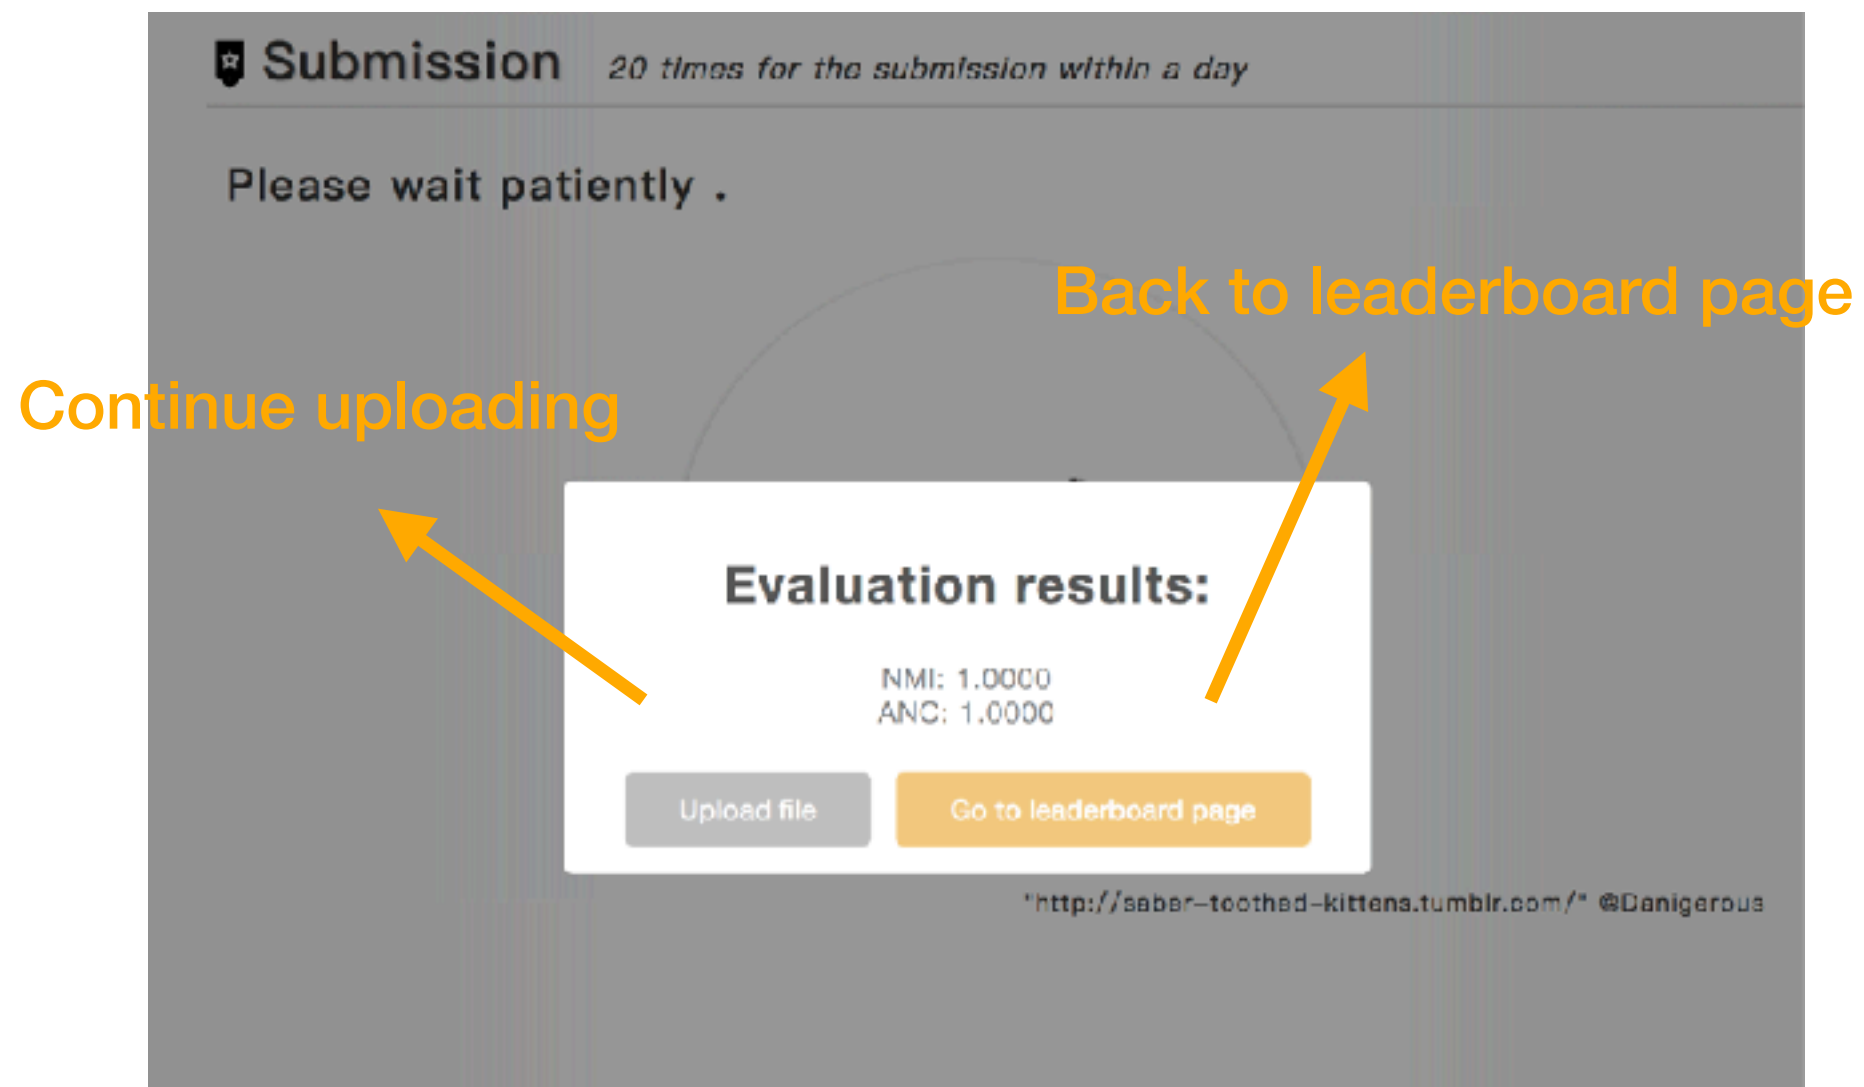 Submission 20 times for the submission within a day
Please wait patiently .
Back to leaderboard page
Continue uploading
Evaluation results:
NMI: 1.0000
ANC: 1.0000
Upload file
Go to leaderboard page
"http://saber-toothed-kittens.tumblr.com/" @Danigerous